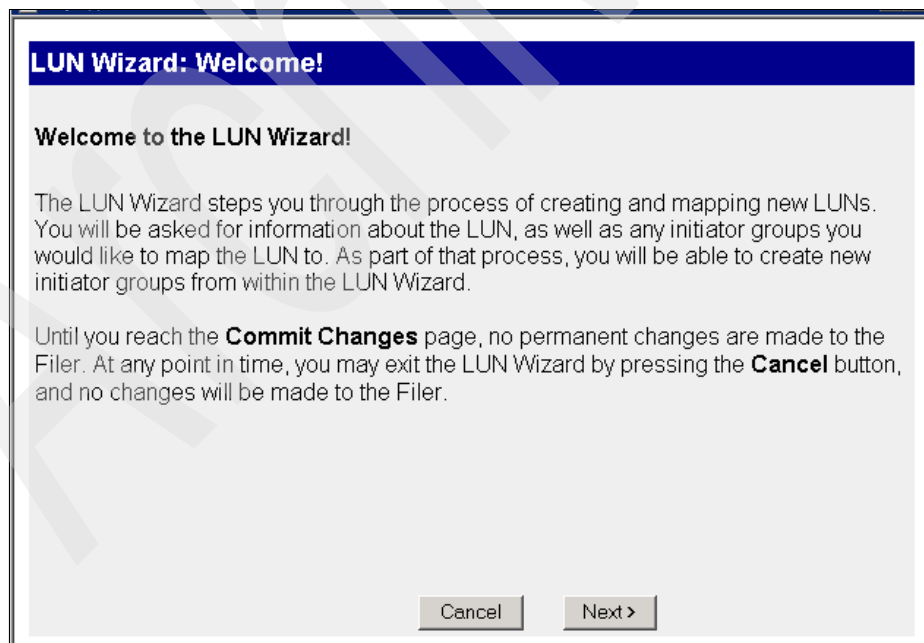 LUN Wizard: Welcome!
Welcome to the LUN Wizard!
The LUN Wizard steps you through the process of creating and mapping new LUNs.
You will be asked for information about the LUN, as well as any initiator groups you
would like to map the LUN to. As part of that process, you will be able to create new
initiator groups from within the LUN Wizard.
Until you reach the Commit Changes page, no permanent changes are made to the
Filer. At any point in time, you may exit the LUN Wizard by pressing the Cancel button,
and no changes will be made to the Filer.
Cancel Next >